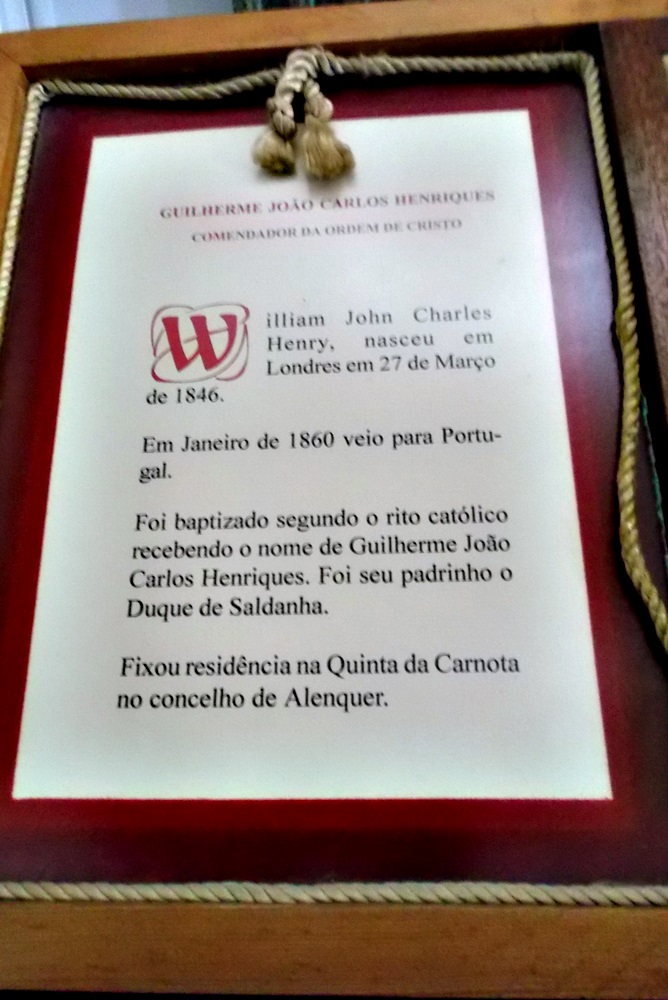 GUILHERME JOÃO CARLOS HENRIQUES
COMENDADOR DA ORDEM DE CRISTO
William John Charles
Henry, nasceu em
Londres em 27 de Março
de 1846.
Em Janeiro de 1860 veio para Portu-
gal.
Foi baptizado segundo o rito católico
recebendo o nome de Guilherme João
Carlos Henriques. Foi seu padrinho o
Duque de Saldanha.
Fixou residência na Quinta da Carnota
no concelho de Alenquer.